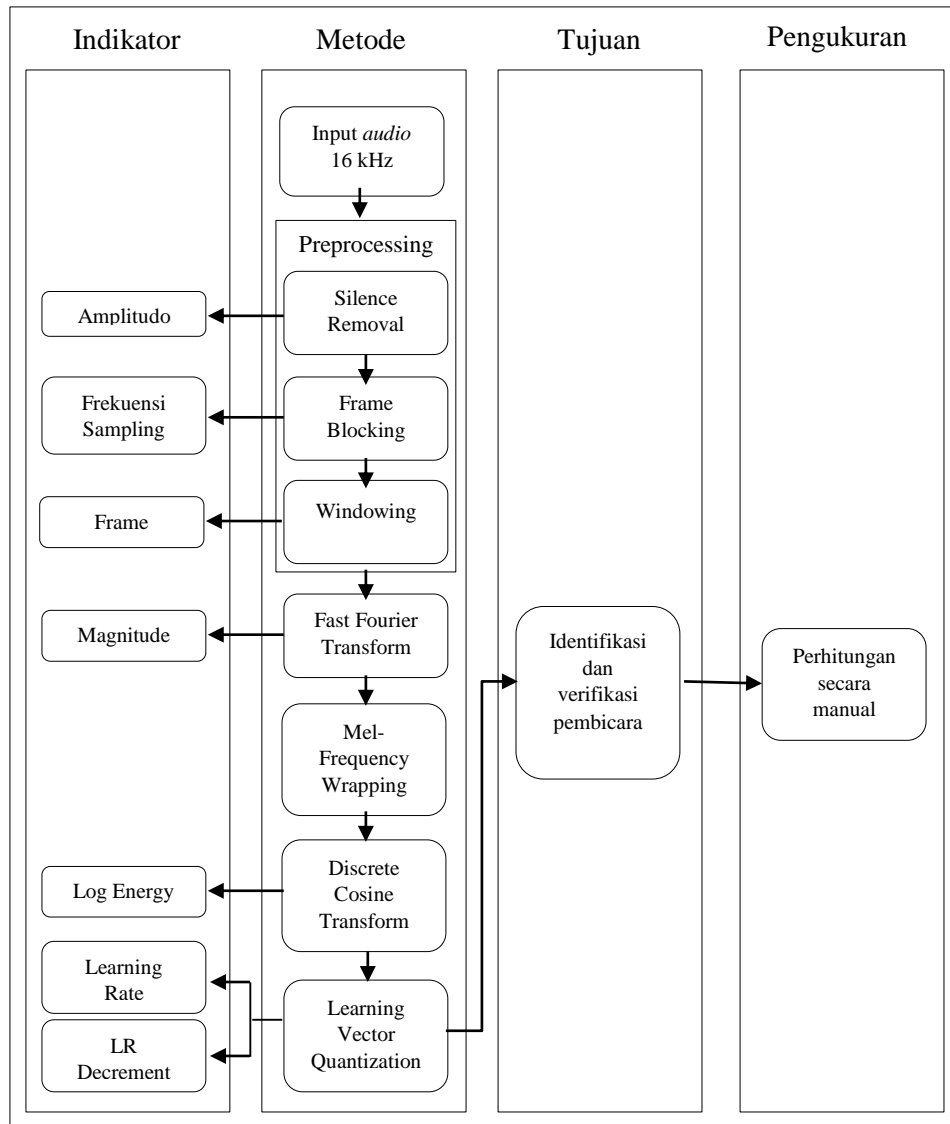 Indikator
Metode
Tujuan
Pengukuran
Input audio
16 kHz
Preprocessing
Silence
Removal
Amplitudo
Frame
Blocking
Frekuensi
Sampling
Windowing
Frame
Fast Fourier
Transform
Magnitude
Mel-
Frequency
Wrapping
Discrete
Cosine
Transform
Log Energy
Learning
Vector
Quantization
Learning
Rate
LR
Decrement
Identifikasi
dan
verifikasi
pembicara
Perhitungan
secara
manual